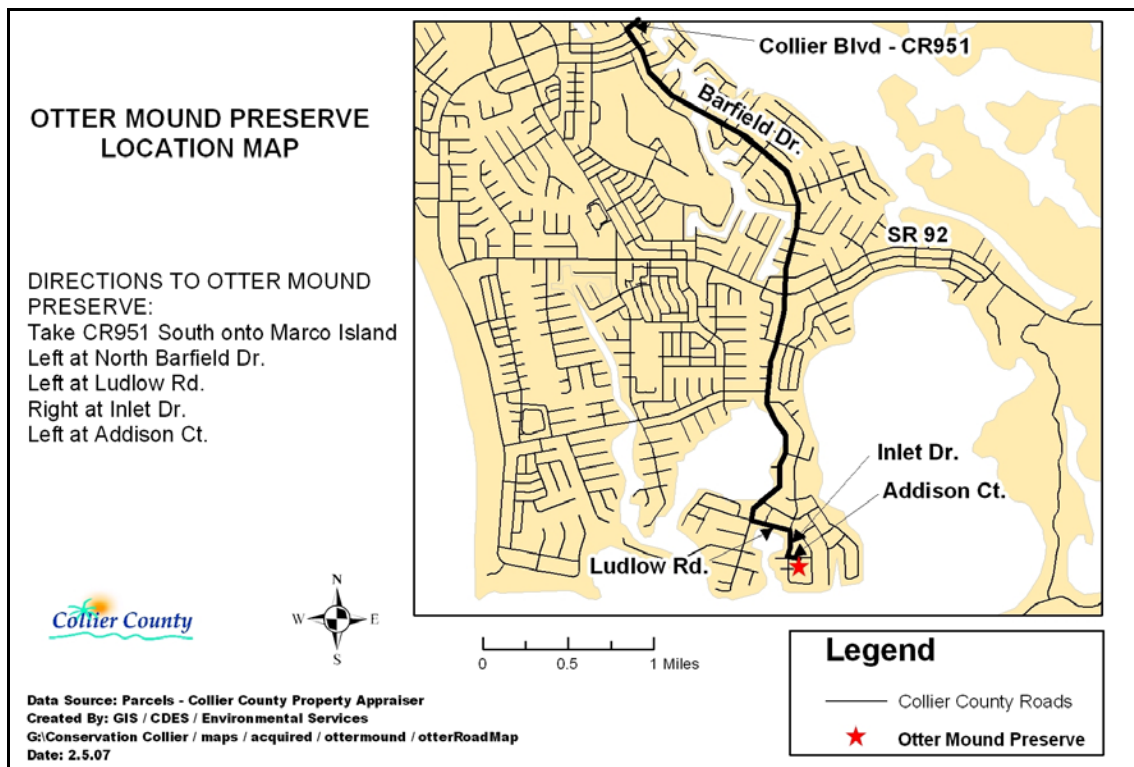 OTTER MOUND PRESERVE
LOCATION MAP
DIRECTIONS TO OTTER MOUND
PRESERVE:
Take CR951 South onto Marco Island
Left at North Barfield Dr.
Left at Ludlow Rd.
Right at Inlet Dr.
Left at Addison Ct.
Collier Blvd - CR951
Barfield Dr.
SR 92
Inlet Dr.
Addison Ct.
Ludlow Rd.
Collier County
N
W E
S
0 0.5 1 Miles
Legend
Collier County Roads
Otter Mound Preserve
Data Source: Parcels - Collier County Property Appraiser
Created By: GIS / CDES / Environmental Services
G:\Conservation Collier / maps / acquired / ottermound / otterRoadMap
Date: 2.5.07